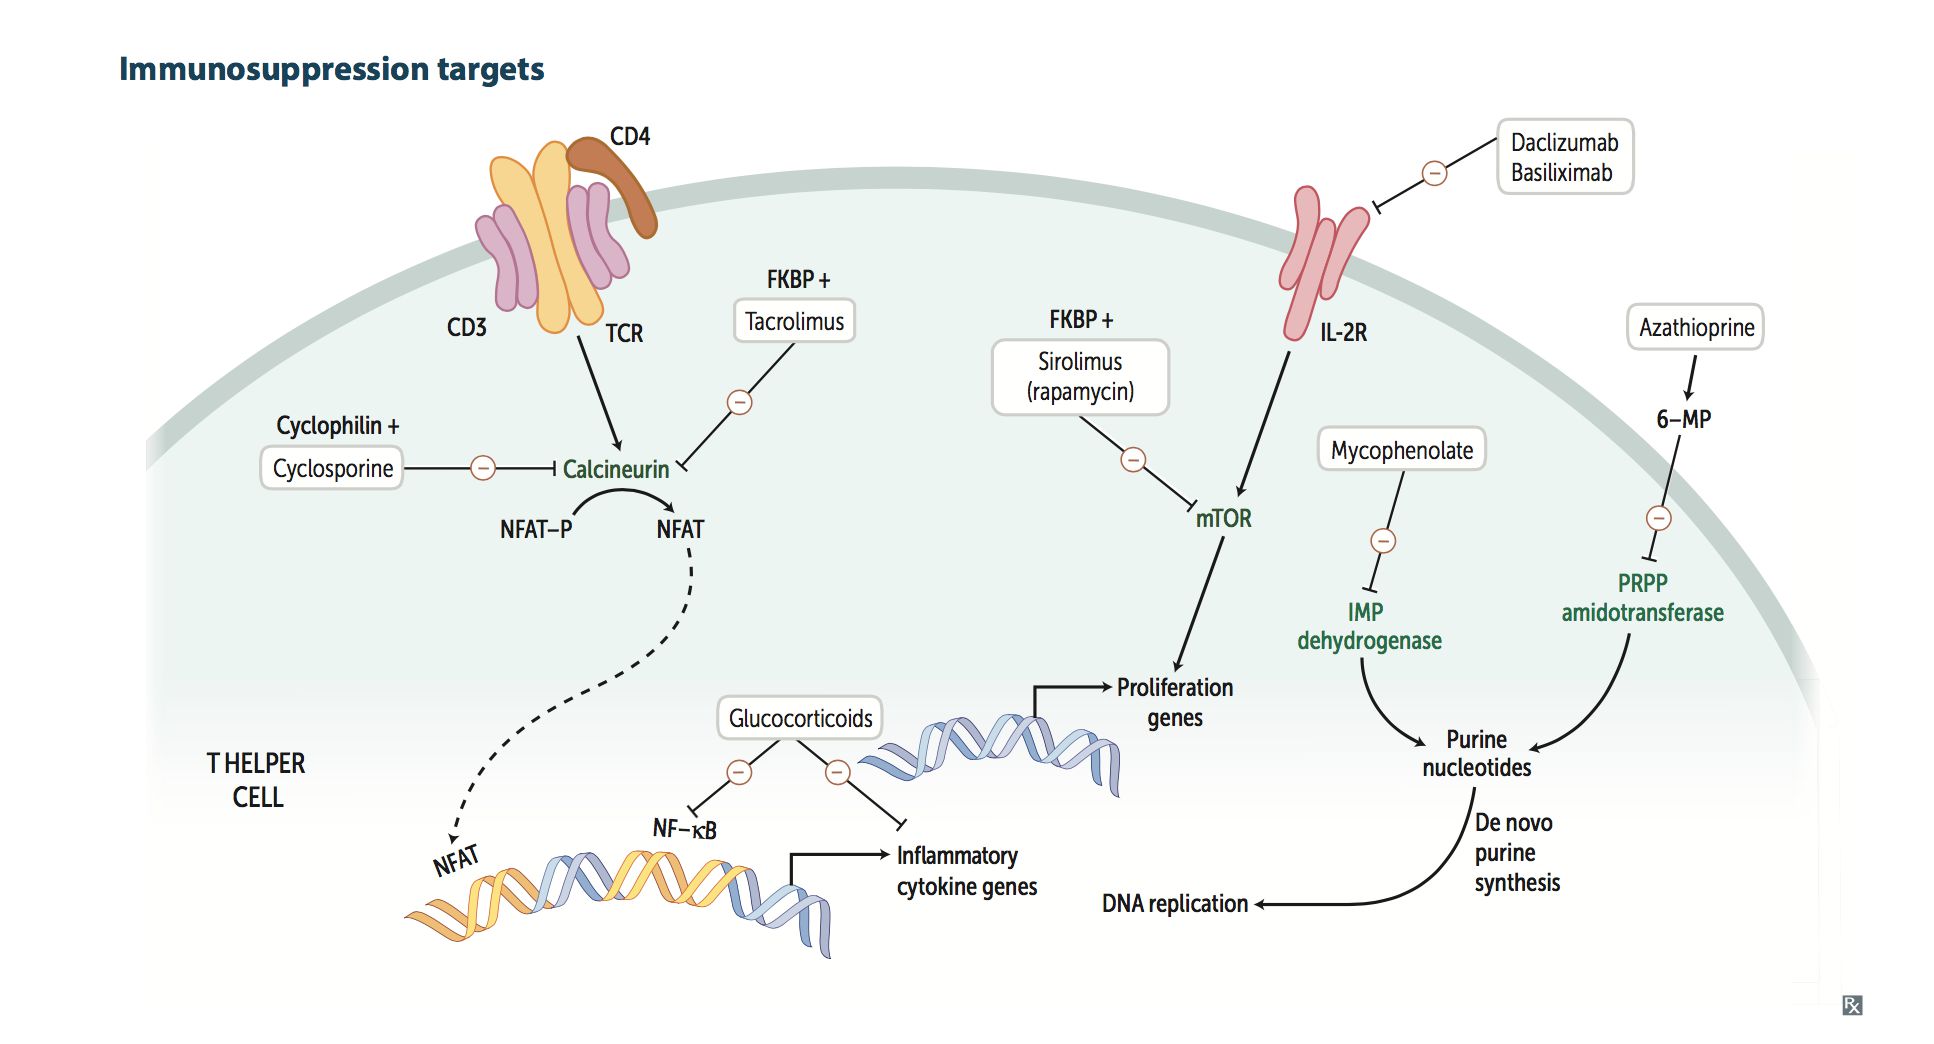 Immunosuppression targets
CD4
CD3
TCR
FKBP +
Tacrolimus
Cyclophilin +
Cyclosporine
−
−
Calcineurin
NFAT–P
NFAT
Daclizumab
Basiliximab
−
IL-2R
FKBP +
Sirolimus
(rapamycin)
−
mTOR
Mycophenolate
−
IMP
dehydrogenase
Azathioprine
6–MP
−
PRPP
amidotransferase
Proliferation
genes
Purine
nucleotides
De novo
purine
synthesis
DNA replication
T HELPER
CELL
Glucocorticoids
−
−
NF–κB
NFAT
Inflammatory
cytokine genes
Rx